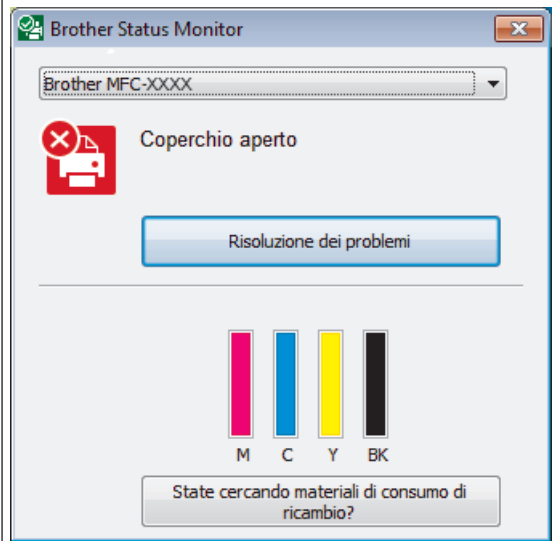 Brother Status Monitor
Brother MFC-XXXX
Coperchio aperto
Risoluzione dei problemi
M C Y BK
State cercando materiali di consumo di
ricambio?